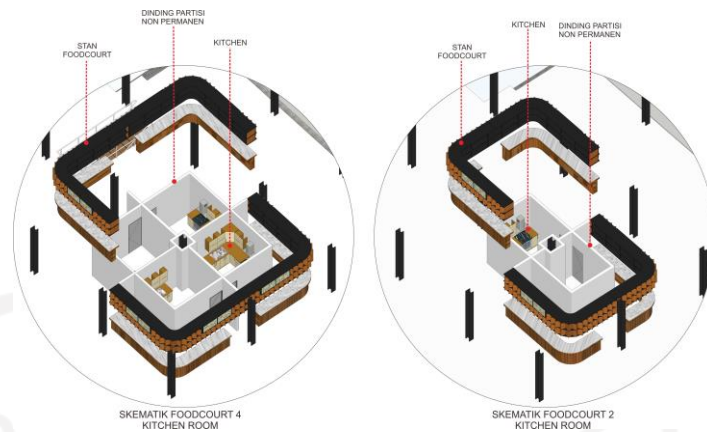 DINDING PARTISI
NON PERMANEN
STAN
FOODCOURT
KITCHEN
SKEMATIK FOODCOURT 4
KITCHEN ROOM
KITCHEN
DINDING PARTISI
NON PERMANEN
STAN
FOODCOURT
SKEMATIK FOODCOURT 2
KITCHEN ROOM